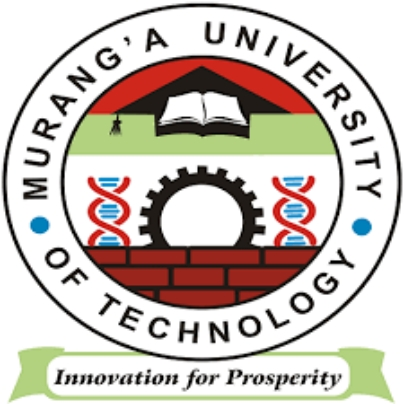 MURANG'A UNIVERSITY
OF TECHNOLOGY
Innovation for Prosperity